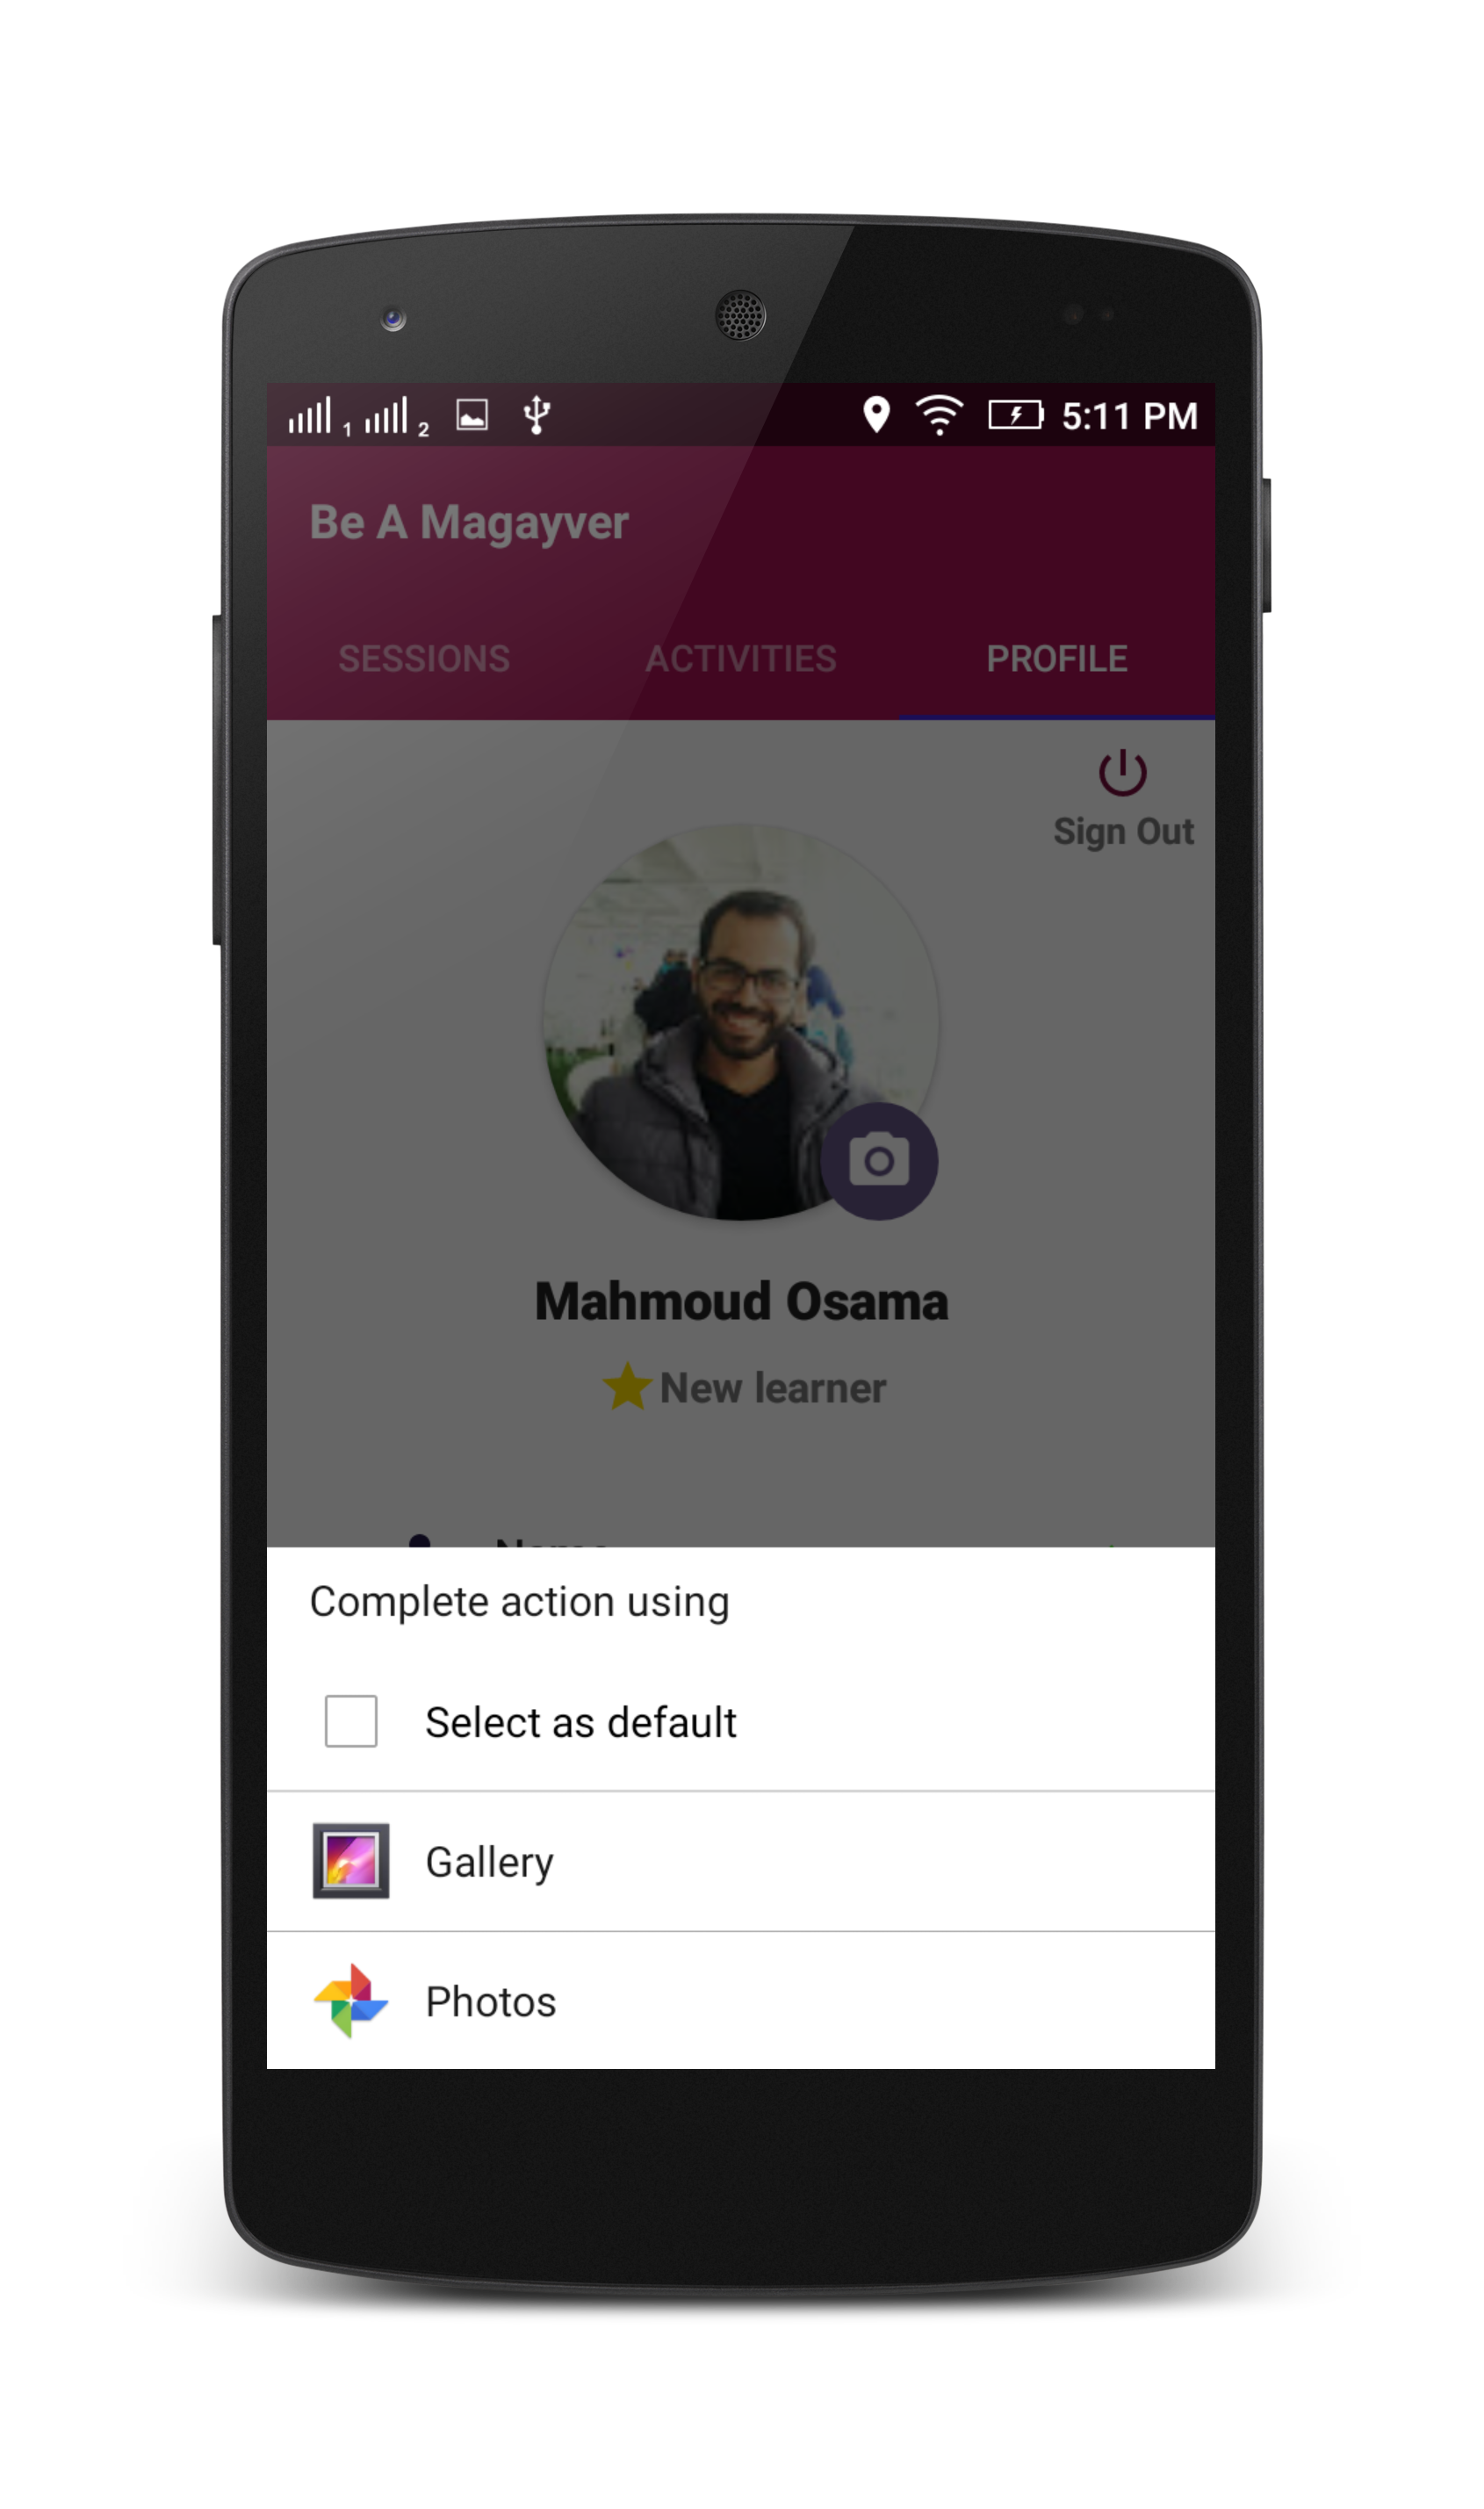 1 2 5:11 PM
Be A Magayver
SESSIONS ACTIVITIES PROFILE
Sign Out
Mahmoud Osama
New learner
Complete action using
Select as default
Gallery
Photos